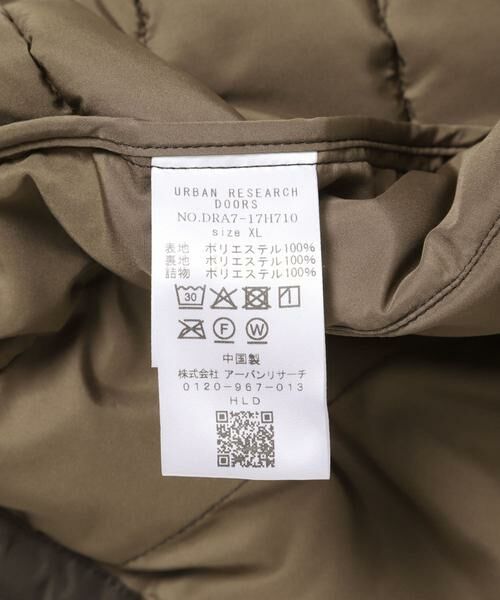 URBAN RESEARCH
DOORS
NO.DRA7-17H710
size XL
表地 ポリエステル100%
裏地 ポリエステル100%
詰物 ポリエステル100%
30
F W
中国製
株式会社 アーバンリサーチ
0120-967-013
HLD